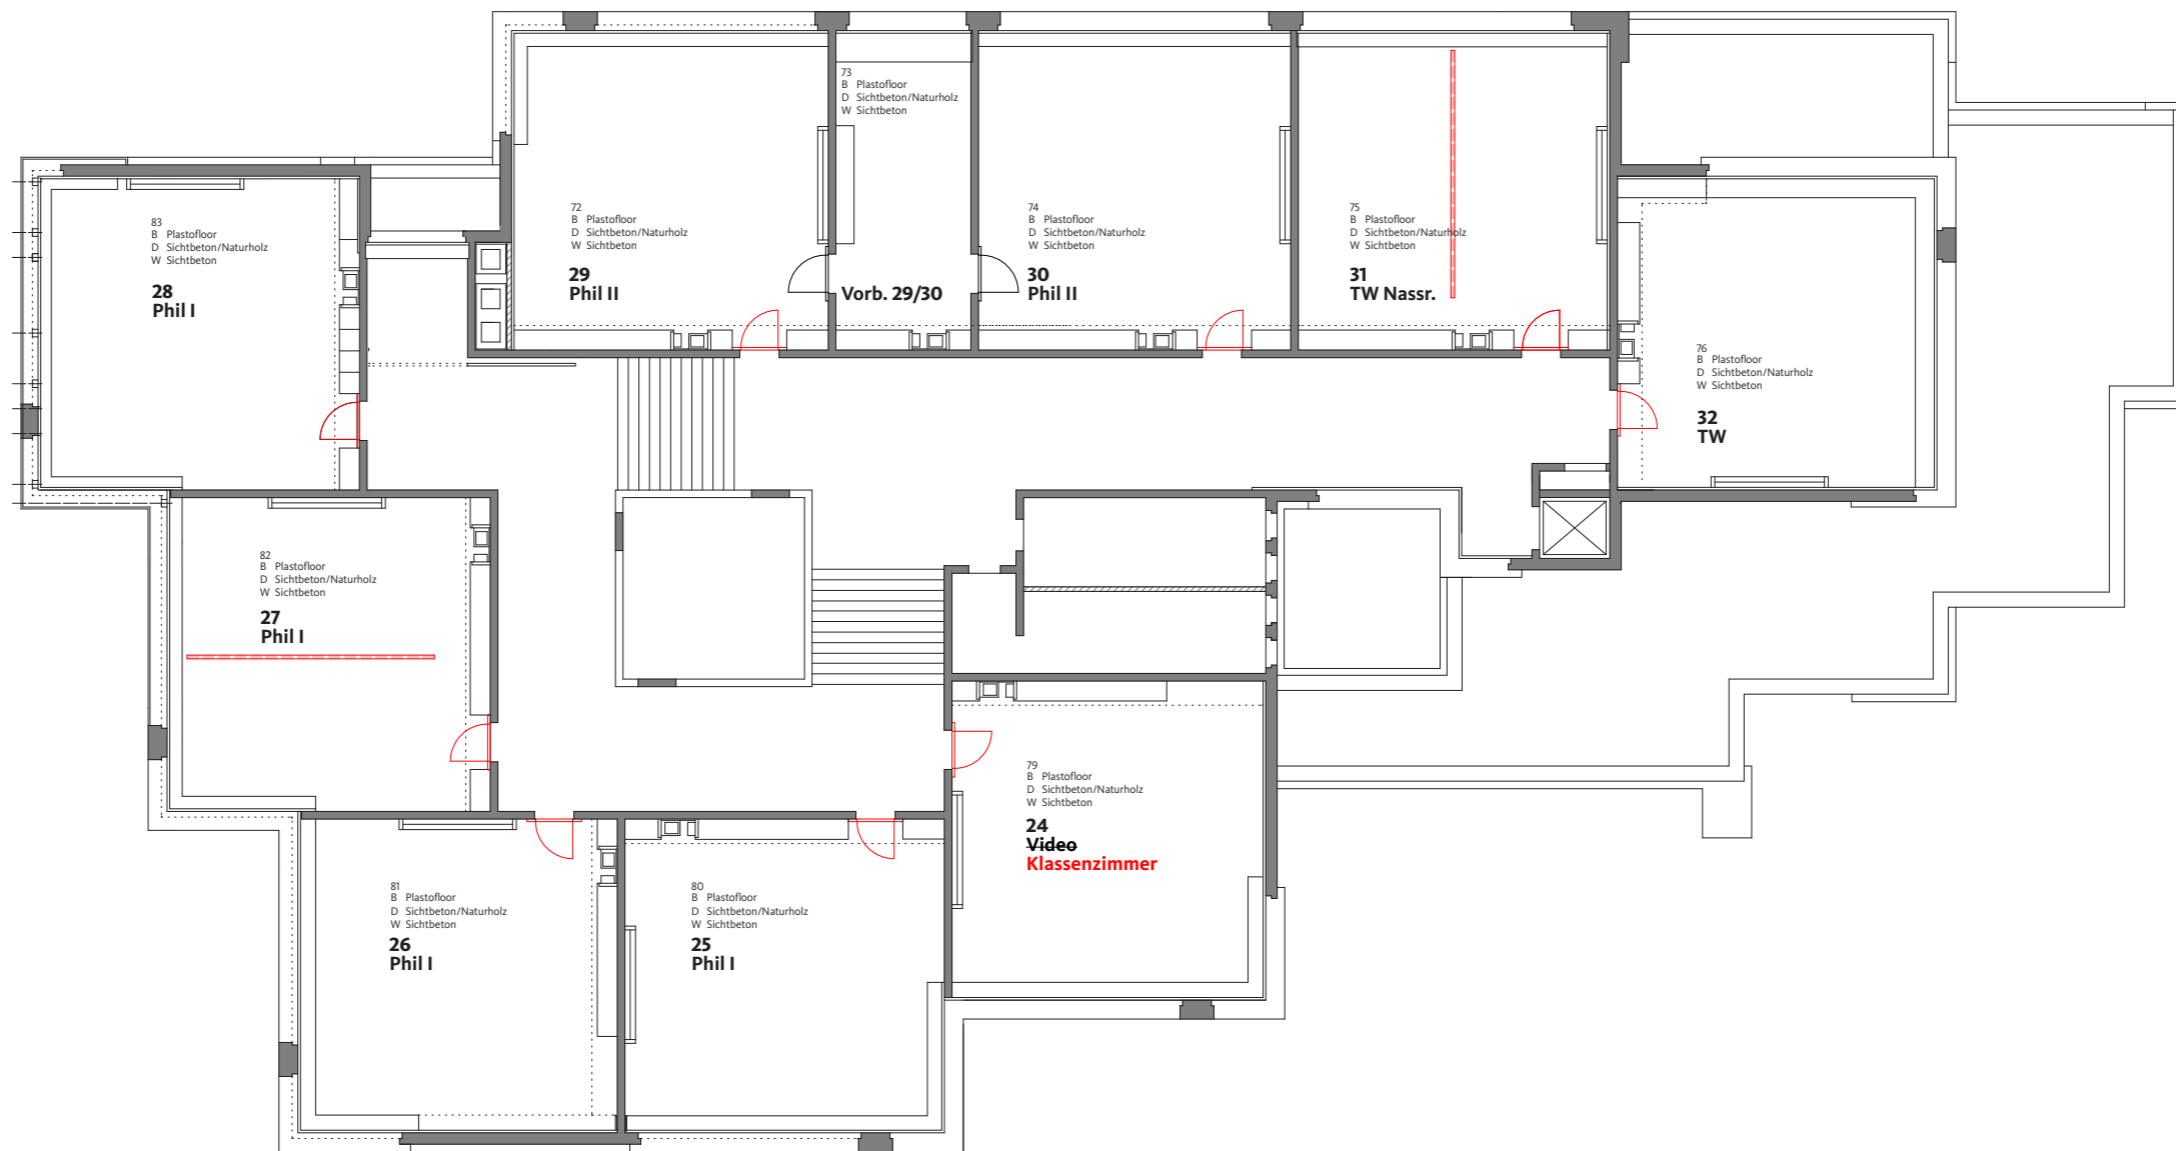 73
B Plastofloor
D Sichtbeton/Naturholz
W Sichtbeton
Vorb. 29/30
72
B Plastofloor
D Sichtbeton/Naturholz
W Sichtbeton
29
Phil II
74
B Plastofloor
D Sichtbeton/Naturholz
W Sichtbeton
30
Phil II
75
B Plastofloor
D Sichtbeton/Naturholz
W Sichtbeton
31
TW Nassr.
83
B Plastofloor
D Sichtbeton/Naturholz
W Sichtbeton
28
Phil I
76
B Plastofloor
D Sichtbeton/Naturholz
W Sichtbeton
32
TW
82
B Plastofloor
D Sichtbeton/Naturholz
W Sichtbeton
27
Phil I
79
B Plastofloor
D Sichtbeton/Naturholz
W Sichtbeton
24
Video
Klassenzimmer
81
B Plastofloor
D Sichtbeton/Naturholz
W Sichtbeton
26
Phil I
80
B Plastofloor
D Sichtbeton/Naturholz
W Sichtbeton
25
Phil I